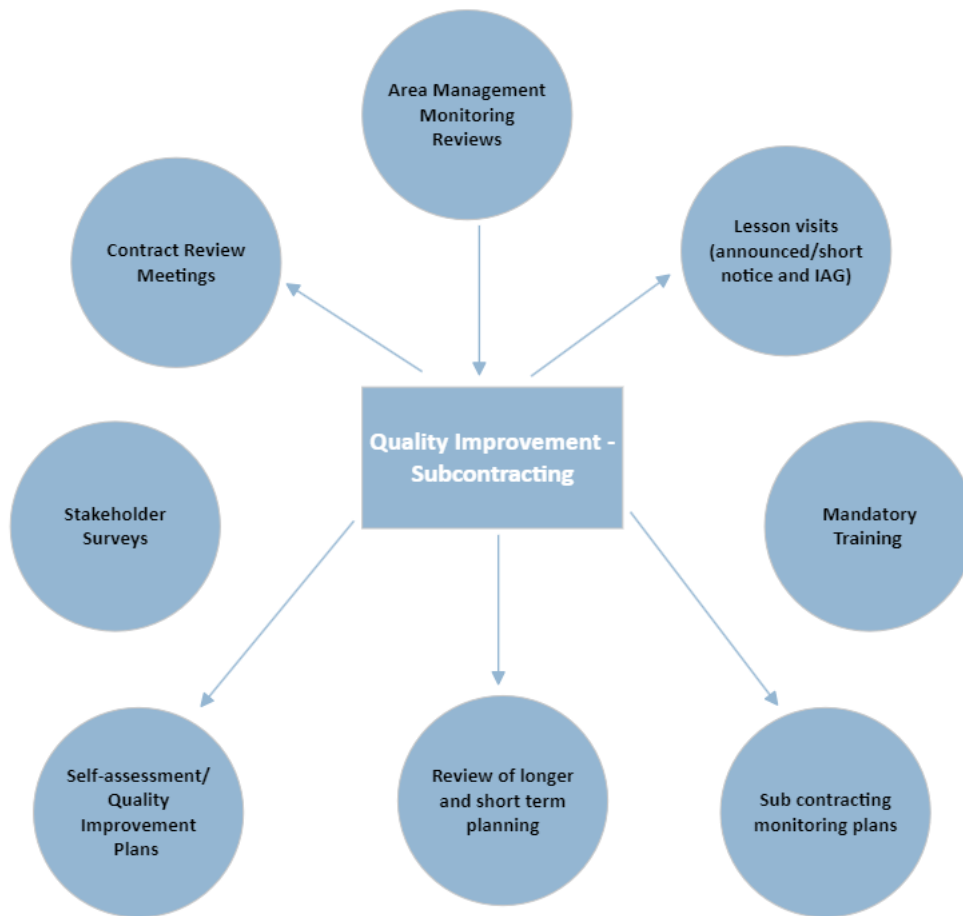 Area Management
Monitoring
Reviews
Contract Review
Meetings
Lesson visits
(announced/short
notice and IAG)
Quality Improvement -
Subcontracting
Stakeholder
Surveys
Mandatory
Training
Self-assessment/
Quality
Improvement
Plans
Review of longer
and short term
planning
Sub contracting
monitoring plans